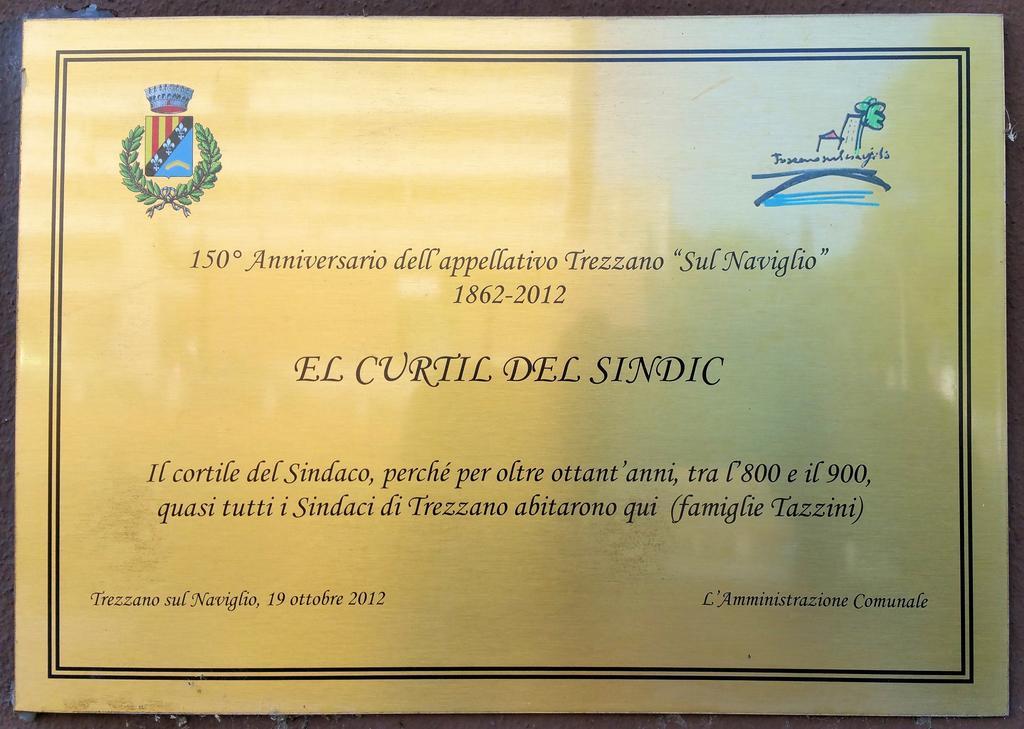 Trezzano sul Naviglio
150° Anniversario dell'appellativo Trezzano "Sul Naviglio"
1862-2012
EL CURTIL DEL SINDIC
Il cortile del Sindaco, perché per oltre ottant'anni, tra l'800 e il 900,
quasi tutti i Sindaci di Trezzano abitarono qui (famiglie Tazzini)
Trezzano sul Naviglio, 19 ottobre 2012
L'Amministrazione Comunale